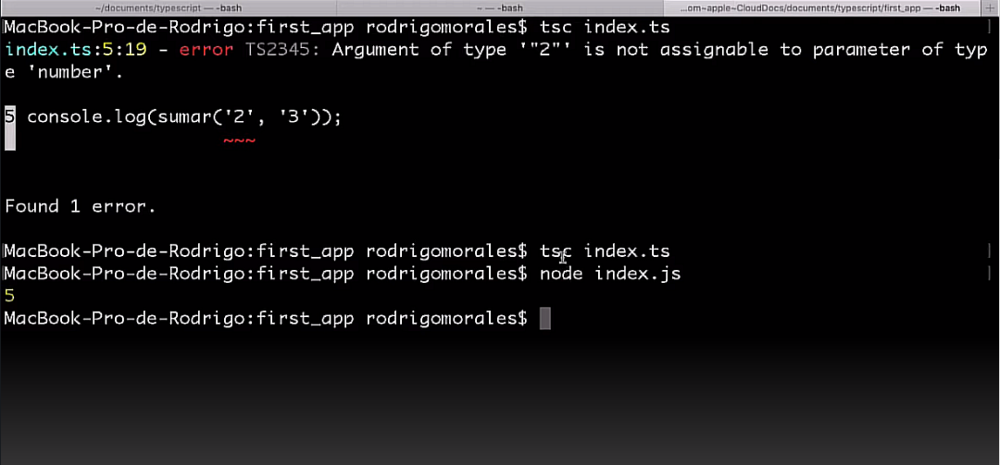 ~/documents/typescript — -bash
~ — -bash
...om~apple~CloudDocs/documents/typescript/first_app — -bash
MacBook-Pro-de-Rodrigo:first_app rodrigomorales$ tsc index.ts
index.ts:5:19 - error TS2345: Argument of type '"2"' is not assignable to parameter of typ
e 'number'.
5 console.log(sumar('2', '3'));
~~~
Found 1 error.
MacBook-Pro-de-Rodrigo:first_app rodrigomorales$ tsc index.ts
MacBook-Pro-de-Rodrigo:first_app rodrigomorales$ node index.js
5
MacBook-Pro-de-Rodrigo:first_app rodrigomorales$